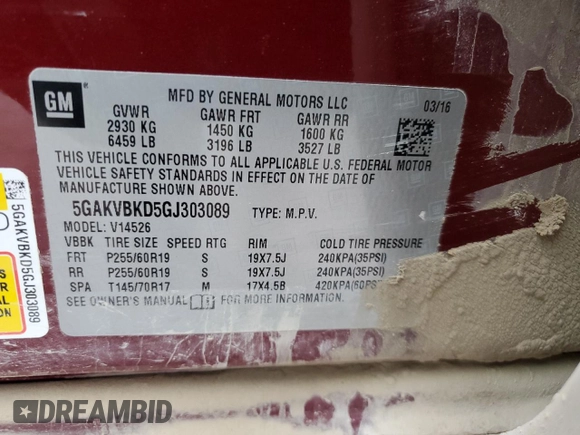 GM
MFD BY GENERAL MOTORS LLC 03/16
GVWR GAWR FRT GAWR RR
2930 KG 1450 KG 1600 KG
6459 LB 3196 LB 3527 LB
THIS VEHICLE CONFORMS TO ALL APPLICABLE U.S. FEDERAL MOTOR
VEHICLE SAFETY STANDARDS IN EFFECT ON THE DATE OF
MANUFACTURE SHOWN ABOVE.
5GAKVBKD5GJ303089 TYPE: M.P.V.
MODEL: V14526
VBBK TIRE SIZE SPEED RTG RIM COLD TIRE PRESSURE
FRT P255/60R19 S 19X7.5J 240KPA(35PSI)
RR P255/60R19 S 19X7.5J 240KPA(35PSI)
SPA T145/70R17 M 17X4.5B 420KPA(60PSI
SEE OWNER'S MANUAL FOR MORE INFORMATION.
5GAKVBKD5GJ303089
DREAMBID